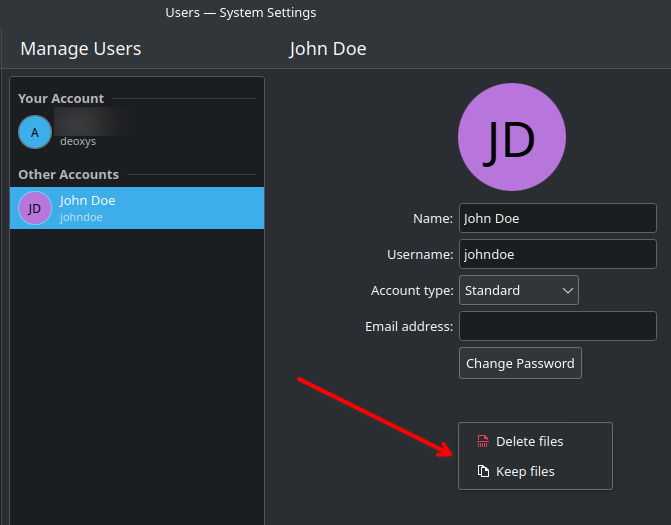 Users — System Settings
Manage Users
John Doe
Your Account
A
deoxys
Other Accounts
JD
John Doe
johndoe
JD
Name: John Doe
Username: johndoe
Account type: Standard
Email address:
Change Password
Delete files
Keep files